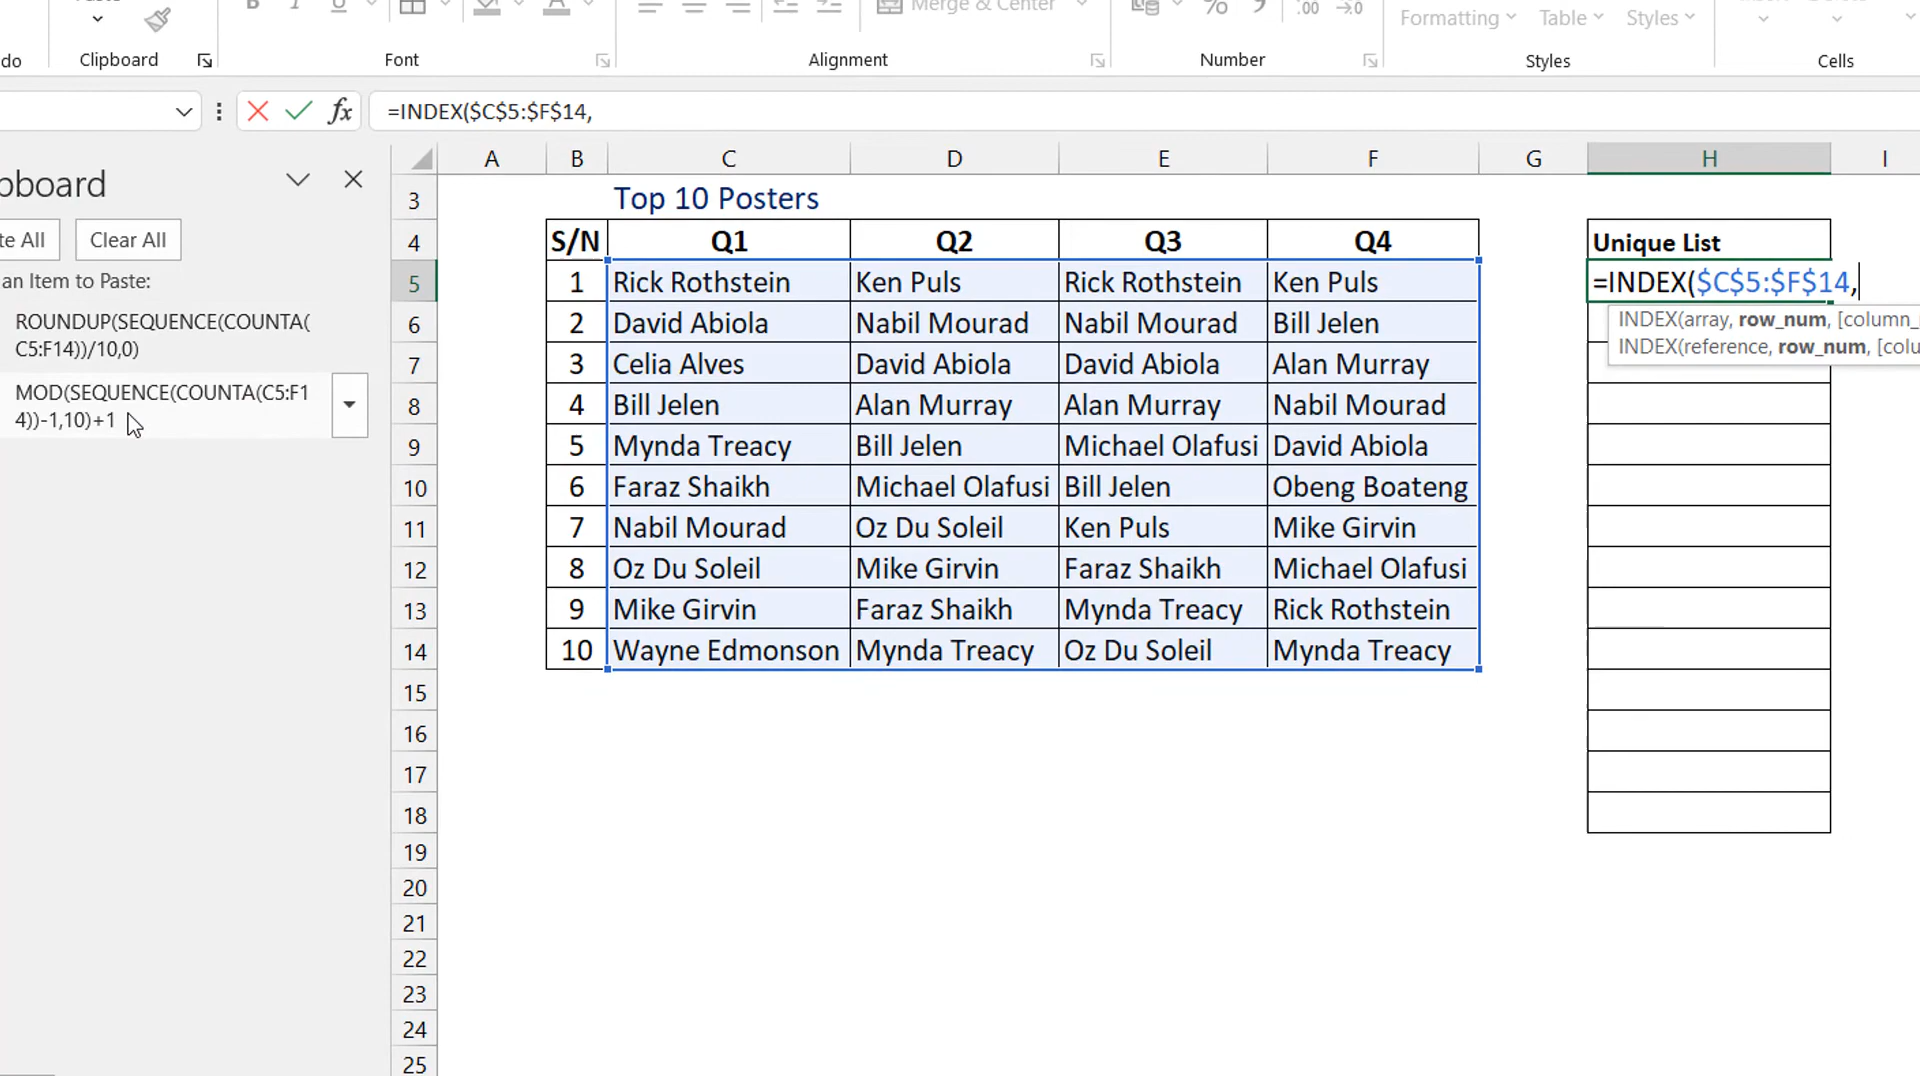 Merge & Center
.00
Formatting Table Styles
do Clipboard Font Alignment Number Styles Cells
fx =INDEX($C$5:$F$14,
pboard
te All Clear All
an Item to Paste:
ROUNDUP(SEQUENCE(COUNTA(
C5:F14))/10,0)
MOD(SEQUENCE(COUNTA(C5:F1
4))-1,10)+1
A B C D E F G H I
3 Top 10 Posters
4 S/N Q1 Q2 Q3 Q4 Unique List
5 1 Rick Rothstein Ken Puls Rick Rothstein Ken Puls =INDEX($C$5:$F$14,
INDEX(array, row_num, [column_
INDEX(reference, row_num, [colu
6 2 David Abiola Nabil Mourad Nabil Mourad Bill Jelen
7 3 Celia Alves David Abiola David Abiola Alan Murray
8 4 Bill Jelen Alan Murray Alan Murray Nabil Mourad
9 5 Mynda Treacy Bill Jelen Michael Olafusi David Abiola
10 6 Faraz Shaikh Michael Olafusi Bill Jelen Obeng Boateng
11 7 Nabil Mourad Oz Du Soleil Ken Puls Mike Girvin
12 8 Oz Du Soleil Mike Girvin Faraz Shaikh Michael Olafusi
13 9 Mike Girvin Faraz Shaikh Mynda Treacy Rick Rothstein
14 10 Wayne Edmonson Mynda Treacy Oz Du Soleil Mynda Treacy
15
16
17
18
19
20
21
22
23
24
25